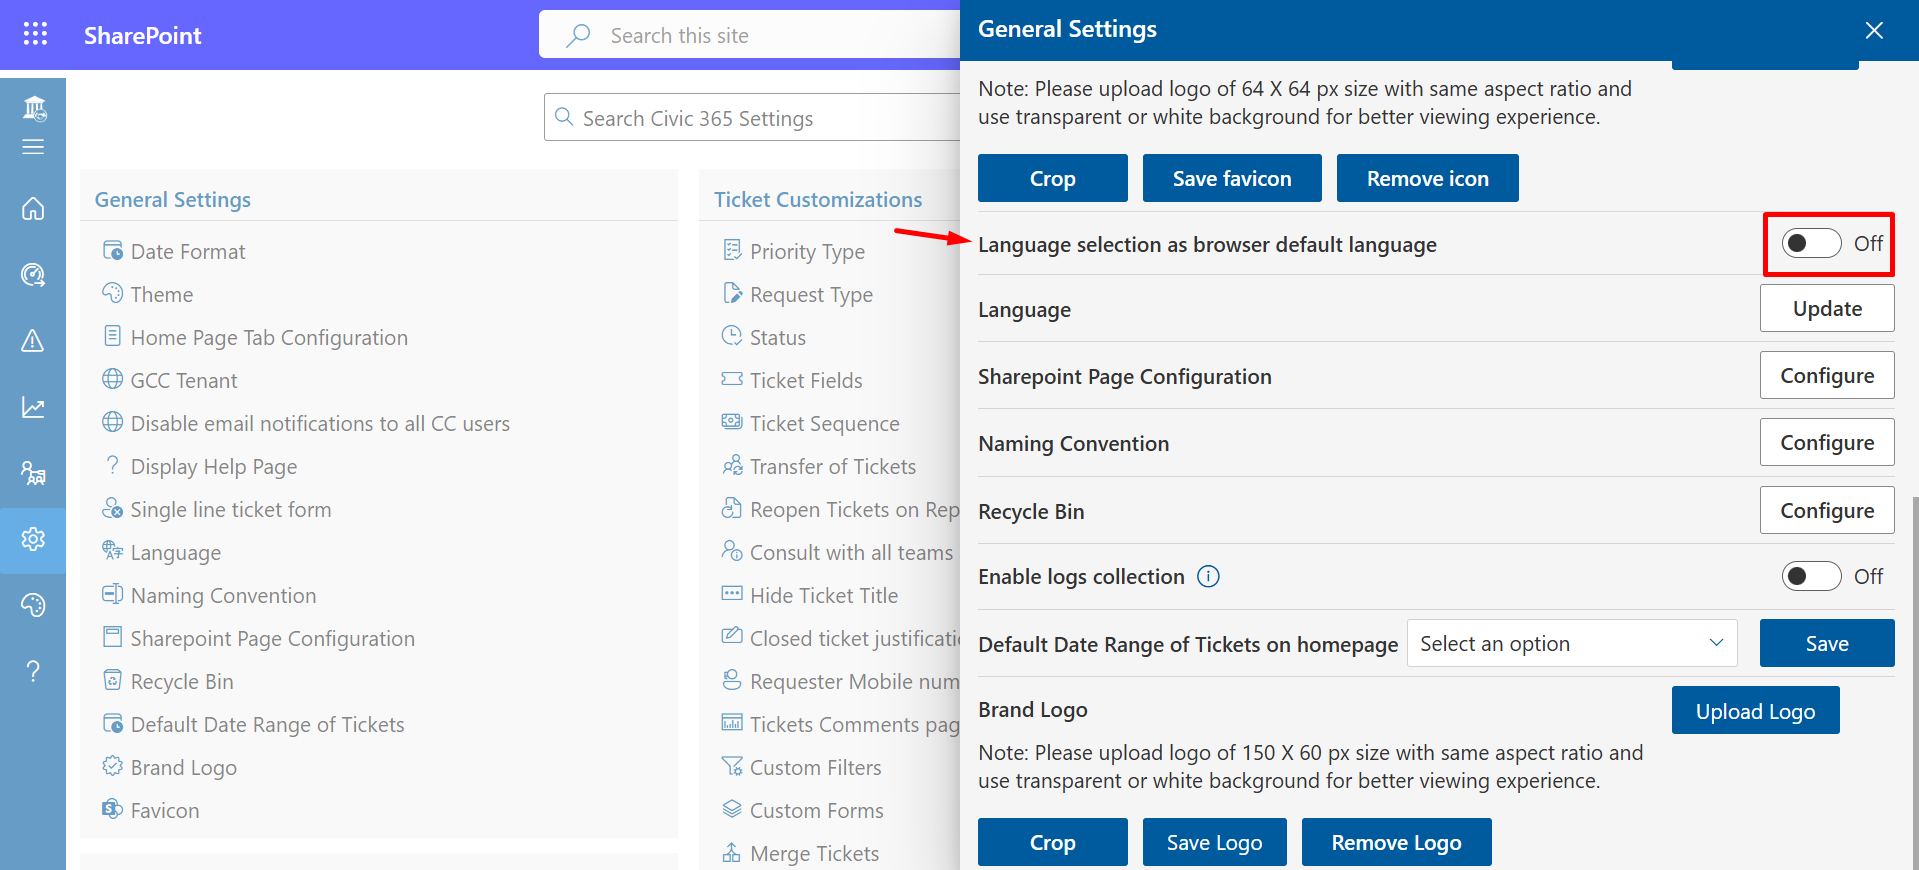 SharePoint
Search this site
Search Civic 365 Settings
General Settings
Date Format
Theme
Home Page Tab Configuration
GCC Tenant
Disable email notifications to all CC users
Display Help Page
Single line ticket form
Language
Naming Convention
Sharepoint Page Configuration
Recycle Bin
Default Date Range of Tickets
Brand Logo
Favicon
Ticket Customizations
Priority Type
Request Type
Status
Ticket Fields
Ticket Sequence
Transfer of Tickets
Reopen Tickets on Rep
Consult with all teams
Hide Ticket Title
Closed ticket justificati
Requester Mobile num
Tickets Comments pag
Custom Filters
Custom Forms
Merge Tickets
General Settings
Note: Please upload logo of 64 X 64 px size with same aspect ratio and
use transparent or white background for better viewing experience.
Crop Save favicon Remove icon
Language selection as browser default language Off
Language Update
Sharepoint Page Configuration Configure
Naming Convention Configure
Recycle Bin Configure
Enable logs collection Off
Default Date Range of Tickets on homepage Select an option Save
Brand Logo Upload Logo
Note: Please upload logo of 150 X 60 px size with same aspect ratio and
use transparent or white background for better viewing experience.
Crop Save Logo Remove Logo